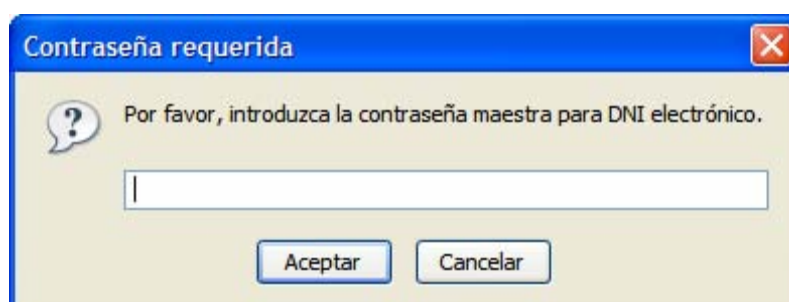 Contraseña requerida
Por favor, introduzca la contraseña maestra para DNI electrónico.
Aceptar
Cancelar